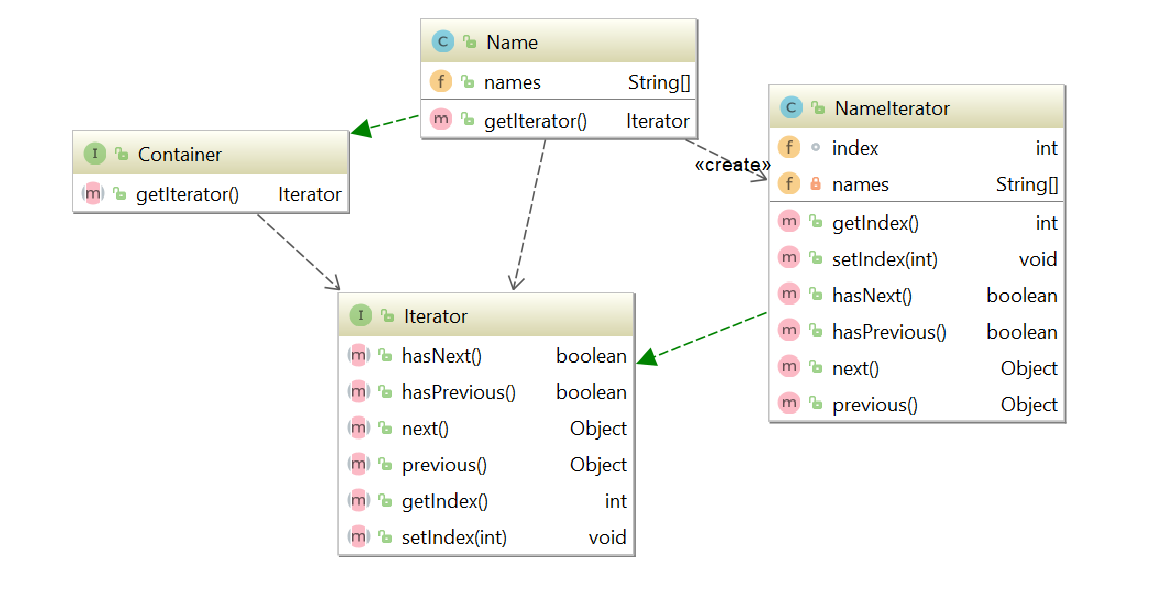 C Name
f names String[]
m getIterator() Iterator
I Container
m getIterator() Iterator
«create»
C NameIterator
f index int
f names String[]
m getIndex() int
m setIndex(int) void
m hasNext() boolean
m hasPrevious() boolean
m next() Object
m previous() Object
I Iterator
m hasNext() boolean
m hasPrevious() boolean
m next() Object
m previous() Object
m getIndex() int
m setIndex(int) void